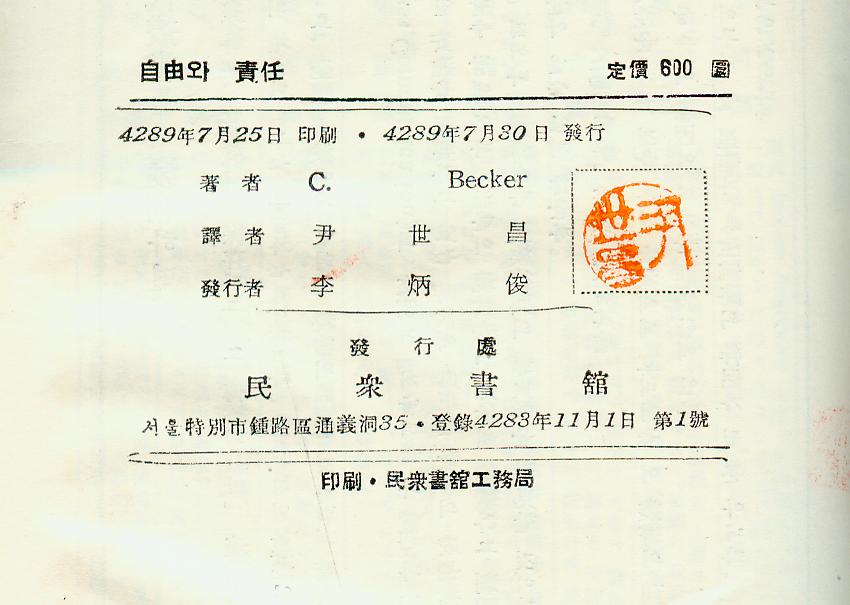 自由와 責任 定價 600 圜
4289年7月25日 印刷 • 4289年7月30日 發行
著者 C. Becker
譯者 尹世昌
發行者 李炳俊
發行處
民衆書舘
서울特別市鍾路區通義洞35 • 登錄4283年11月1日 第1號
印刷 • 民衆書舘工務局